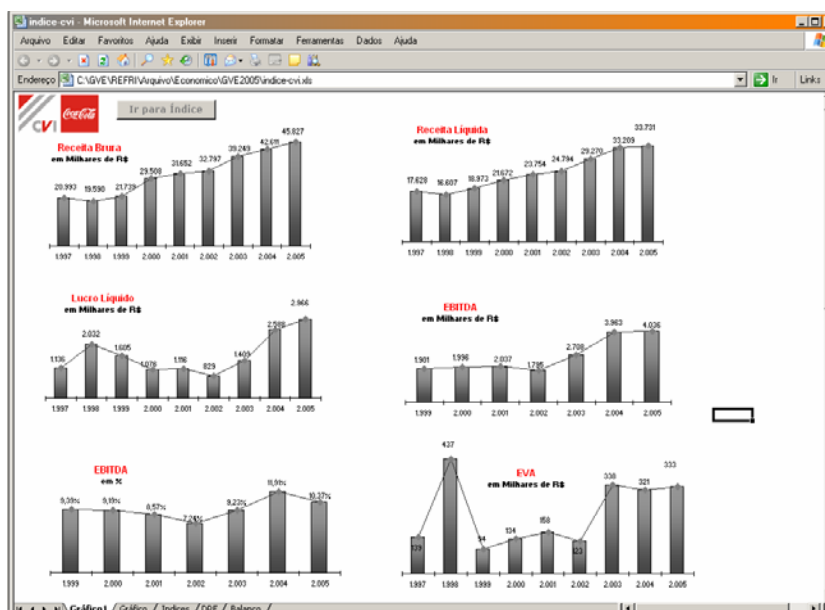 indice-cvi - Microsoft Internet Explorer
Arquivo Editar Favoritos Ajuda Exibir Inserir Formatar Ferramentas Dados Ajuda
Endereço C:\GVE\REFRI\Arquivo\Economico\GVE2005\indice-cvi.xls Ir Links
CVI Coca-Cola Ir para Índice
Receita Brura
em Milhares de R$
20.993 19.590 21.739 29.508 31.652 32.797 39.249 42.611 45.827
1.997 1.998 1.999 2.000 2.001 2.002 2.003 2.004 2.005
Receita Líquida
em Milhares de R$
17.628 16.607 18.973 21.672 23.754 24.794 29.270 33.209 33.731
1.997 1.998 1.999 2.000 2.001 2.002 2.003 2.004 2.005
Lucro Líquido
em Milhares de R$
1.136 2.032 1.605 1.078 1.116 829 1.409 2.588 2.966
1.997 1.998 1.999 2.000 2.001 2.002 2.003 2.004 2.005
EBITDA
em Milhares de R$
1.901 1.996 2.037 1.795 2.708 3.963 4.036
1.999 2.000 2.001 2.002 2.003 2.004 2.005
EBITDA
em %
9,39% 9,19% 8,57% 7,24% 9,23% 11,91% 10,37%
1.999 2.000 2.001 2.002 2.003 2.004 2.005
EVA
em Milhares de R$
139 437 94 134 158 123 338 321 333
1.997 1.998 1.999 2.000 2.001 2.002 2.003 2.004 2.005
Gráfico1 / Gráfico / Indices / DRE / Balanço /